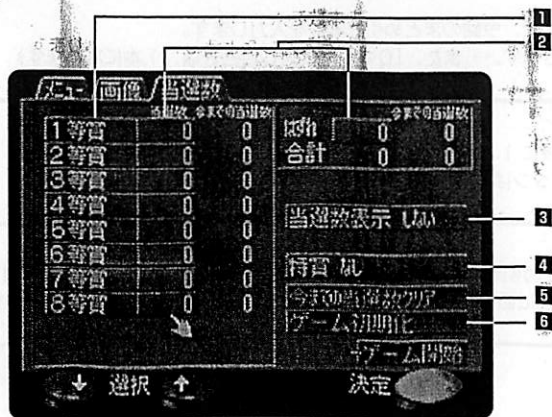 1
2
メニュー 画像 当選数
当選数 今までの当選数
今までの当選数
1等賞 0 0
2等賞 0 0
3等賞 0 0
4等賞 0 0
5等賞 0 0
6等賞 0 0
7等賞 0 0
8等賞 0 0
はずれ 0 0
合計 0 0
当選数表示 しない
3
特賞 なし
4
今までの当選数クリア
5
ゲーム初期化
6
ゲーム開始
↓ 選択 ↑
決定